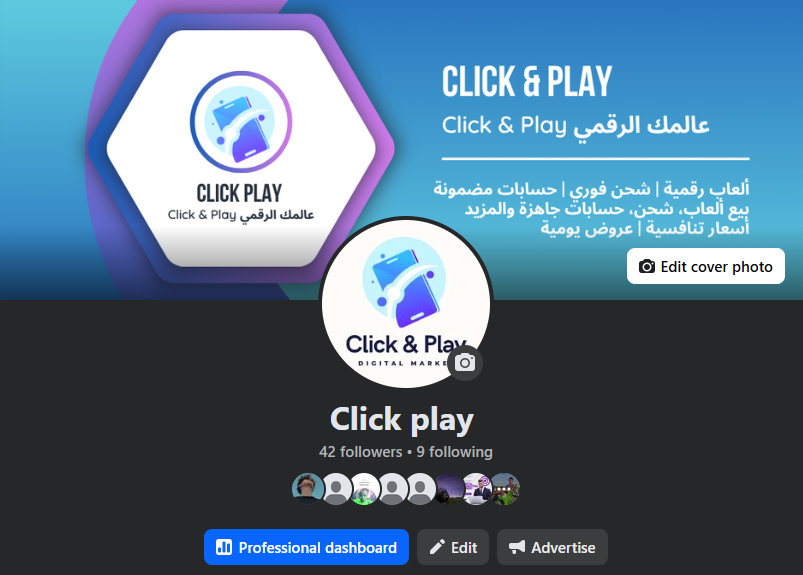 CLICK & PLAY
Click & Play عالمك الرقمي
ألعاب رقمية | شحن فوري | حسابات مضمونة
بيع ألعاب، شحن، حسابات جاهزة والمزيد
أسعار تنافسية | عروض يومية
CLICK PLAY
Click & Play عالمك الرقمي
Edit cover photo
Click & Play
DIGITAL MARKE
Click play
42 followers • 9 following
Professional dashboard
Edit
Advertise